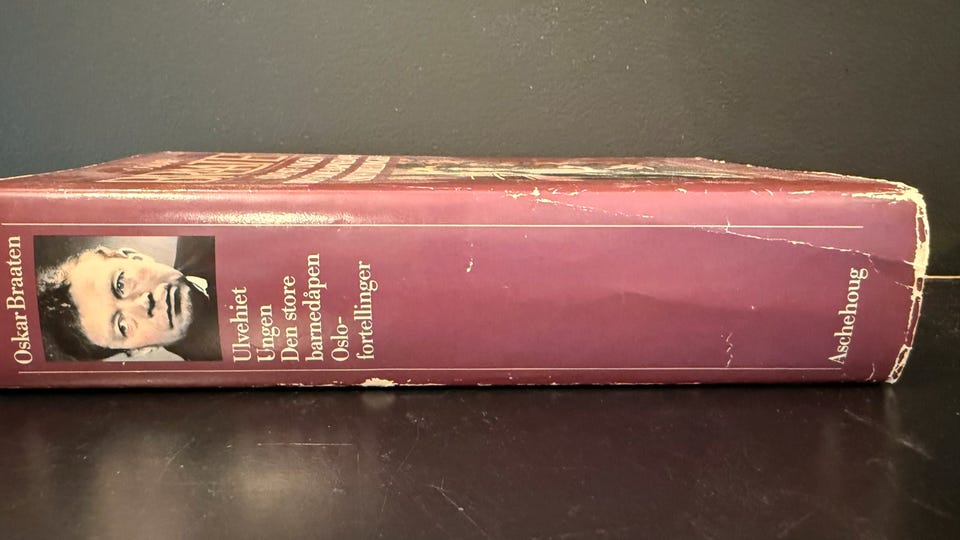 Oskar Braaten
Ulvehiet
Ungen
Den store
barnedåpen
Oslo-
fortellinger
Aschehoug